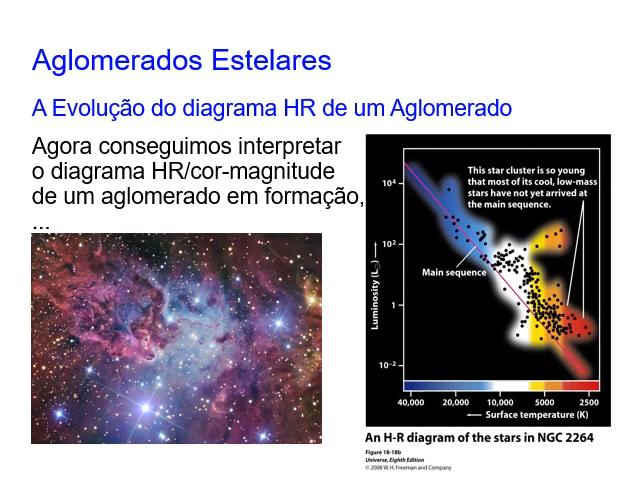 Aglomerados Estelares
A Evolução do diagrama HR de um Aglomerado
Agora conseguimos interpretar
o diagrama HR/cor-magnitude
de um aglomerado em formação,
...
This star cluster is so young
that most of its cool, low-mass
stars have not yet arrived at
the main sequence.
Main sequence
Luminosity (L☉) →
10⁴
10²
1
10⁻²
40,000 20,000 10,000 5000 2500
← Surface temperature (K)
An H-R diagram of the stars in NGC 2264
Figure 18-18b
Universe, Eighth Edition
© 2008 W. H. Freeman and Company